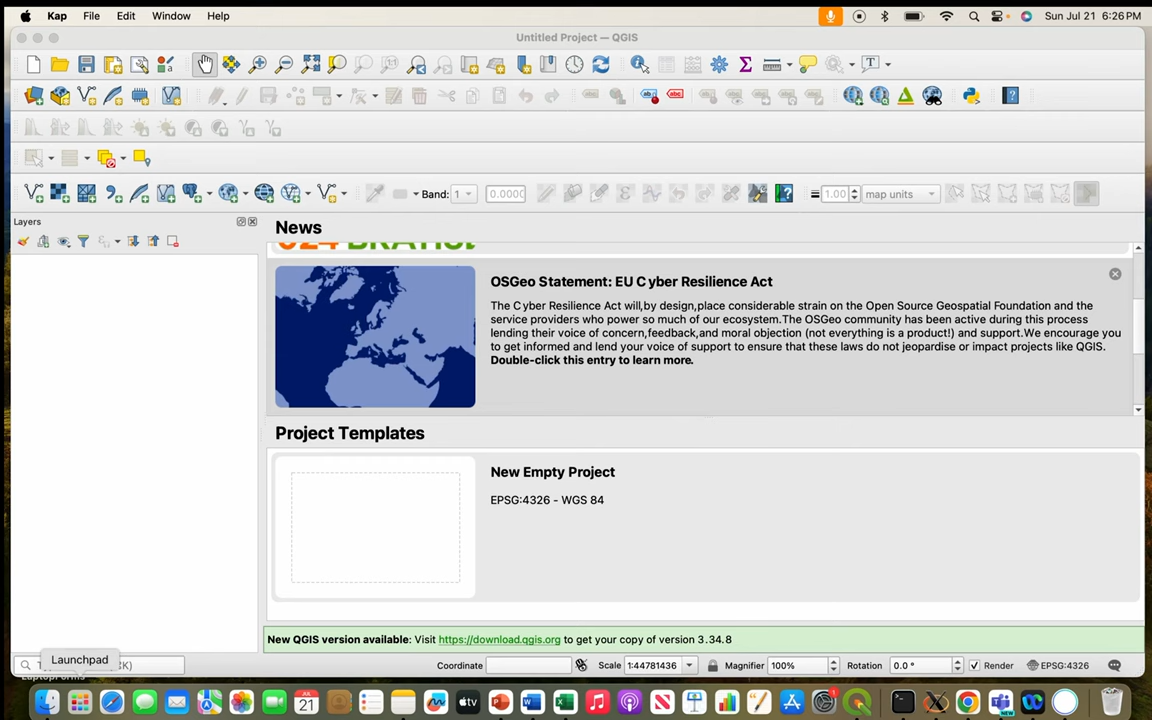 Kap File Edit Window Help Sun Jul 21 6:26 PM
Untitled Project — QGIS
Band: 1 0.0000 1.00 map units
Layers
News
OSGeo Statement: EU Cyber Resilience Act
The Cyber Resilience Act will,by design,place considerable strain on the Open Source Geospatial Foundation and the
service providers who power so much of our ecosystem.The OSGeo community has been active during this process
lending their voice of concern,feedback,and moral objection (not everything is a product!) and support.We encourage you
to get informed and lend your voice of support to ensure that these laws do not jeopardise or impact projects like QGIS.
Double-click this entry to learn more.
Project Templates
New Empty Project
EPSG:4326 - WGS 84
New QGIS version available: Visit https://download.qgis.org to get your copy of version 3.34.8
Launchpad
Coordinate Scale 1:44781436 Magnifier 100% Rotation 0.0 ° Render EPSG:4326
JUL
21
tv